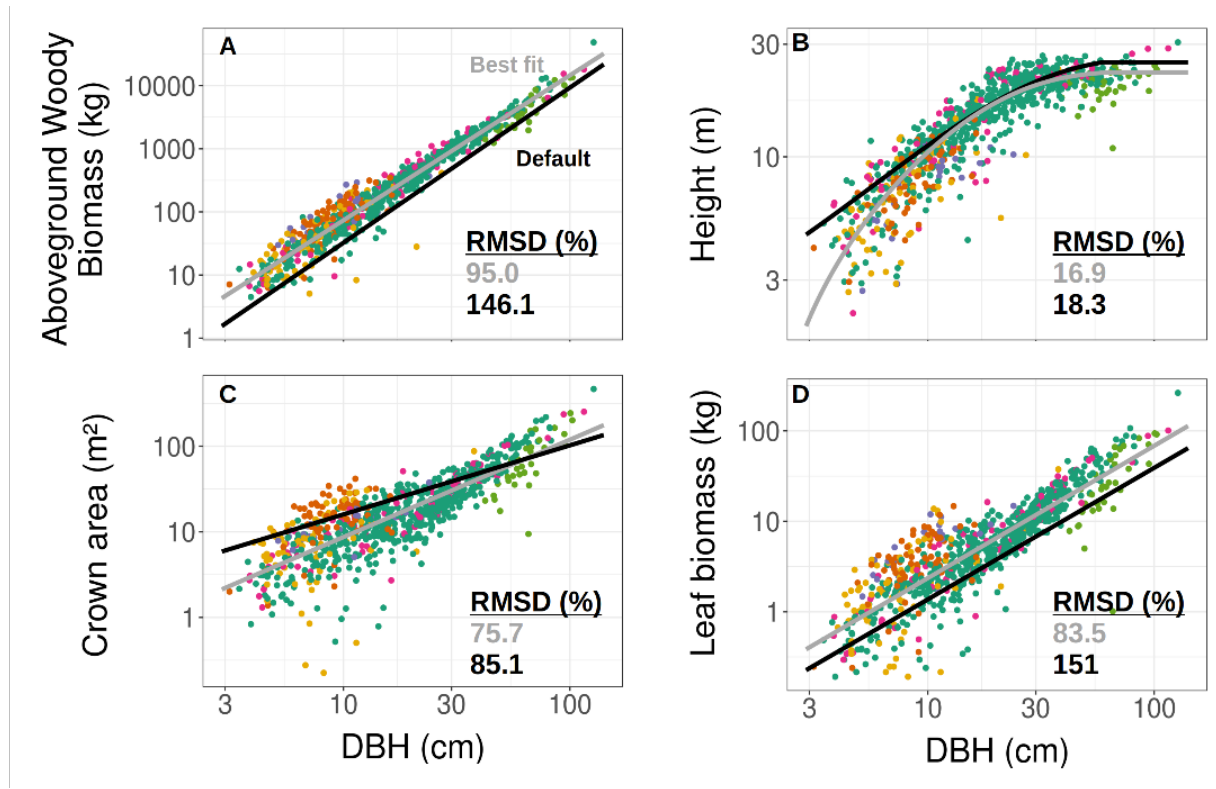 A
Aboveground Woody
Biomass (kg)
10000
1000
100
10
1
Best fit
Default
RMSD (%)
95.0
146.1
B
Height (m)
30
10
3
RMSD (%)
16.9
18.3
C
Crown area (m²)
100
10
1
RMSD (%)
75.7
85.1
3 10 30 100
DBH (cm)
D
Leaf biomass (kg)
100
10
1
RMSD (%)
83.5
151
3 10 30 100
DBH (cm)